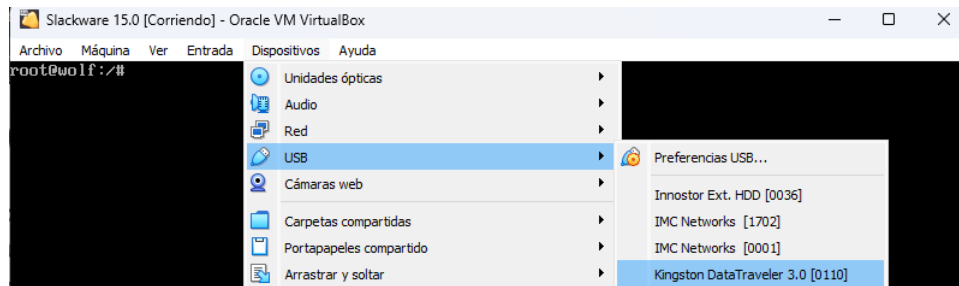 Slackware 15.0 [Corriendo] - Oracle VM VirtualBox
Archivo Máquina Ver Entrada Dispositivos Ayuda
root@wolf:/#
Unidades ópticas
Audio
Red
USB
Cámaras web
Carpetas compartidas
Portapapeles compartido
Arrastrar y soltar
Preferencias USB...
Innostor Ext. HDD [0036]
IMC Networks [1702]
IMC Networks [0001]
Kingston DataTraveler 3.0 [0110]